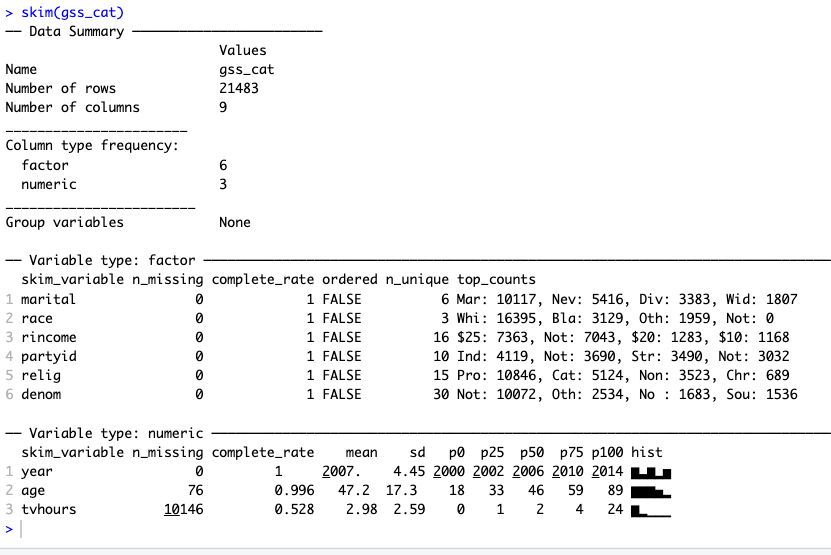 > skim(gss_cat)
── Data Summary ────────────────────────
                           Values
Name                       gss_cat
Number of rows             21483
Number of columns          9
_______________________
Column type frequency:
  factor                   6
  numeric                  3
________________________
Group variables            None
── Variable type: factor ──────────────────────────────────────────────
  skim_variable n_missing complete_rate ordered n_unique top_counts
1 marital               0             1 FALSE          6 Mar: 10117, Nev: 5416, Div: 3383, Wid: 1807
2 race                  0             1 FALSE          3 Whi: 16395, Bla: 3129, Oth: 1959, Not: 0
3 rincome               0             1 FALSE         16 $25: 7363, Not: 7043, $20: 1283, $10: 1168
4 partyid               0             1 FALSE         10 Ind: 4119, Not: 3690, Str: 3490, Not: 3032
5 relig                 0             1 FALSE         15 Pro: 10846, Cat: 5124, Non: 3523, Chr: 689
6 denom                 0             1 FALSE         30 Not: 10072, Oth: 2534, No : 1683, Sou: 1536
── Variable type: numeric ─────────────────────────────────────────────
  skim_variable n_missing complete_rate    mean    sd   p0  p25  p50  p75 p100 hist
1 year                  0         1     2007.    4.45 2000 2002 2006 2010 2014 ▇▃▇▂▅
2 age                  76         0.996   47.2  17.3    18   33   46   59   89 ▇▇▇▅▂
3 tvhours           10146         0.528    2.98  2.59    0    1    2    4   24 ▇▂▁▁▁
>